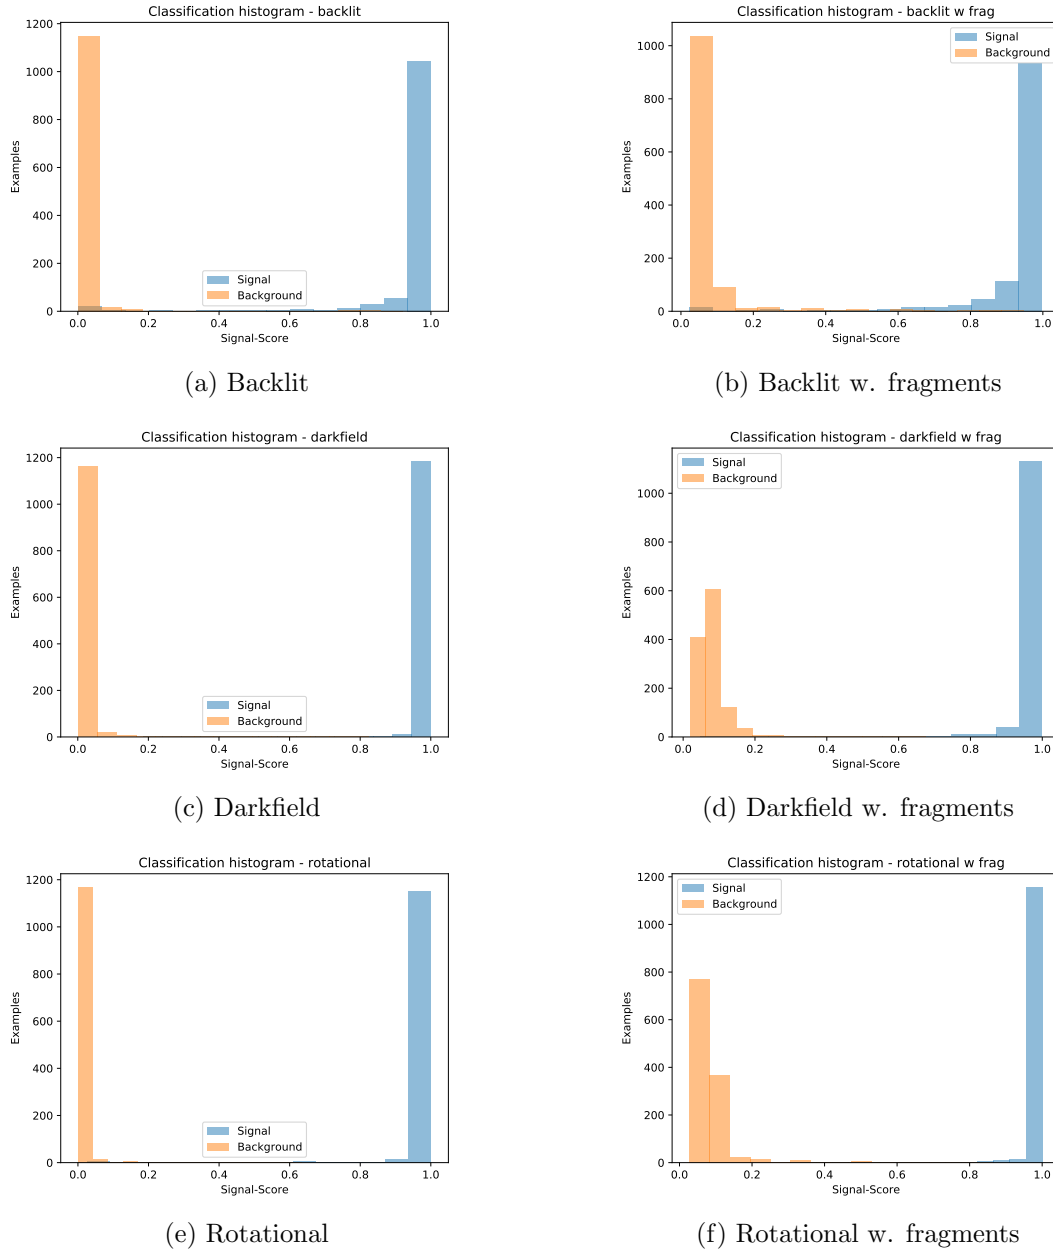 Classification histogram - backlit
1200
1000
800
600
400
200
0
Examples
Signal
Background
0.0 0.2 0.4 0.6 0.8 1.0
Signal-Score
(a) Backlit
Classification histogram - backlit w frag
1000
800
600
400
200
0
Examples
Signal
Background
0.0 0.2 0.4 0.6 0.8 1.0
Signal-Score
(b) Backlit w. fragments
Classification histogram - darkfield
1200
1000
800
600
400
200
0
Examples
Signal
Background
0.0 0.2 0.4 0.6 0.8 1.0
Signal-Score
(c) Darkfield
Classification histogram - darkfield w frag
1000
800
600
400
200
0
Examples
Signal
Background
0.0 0.2 0.4 0.6 0.8 1.0
Signal-Score
(d) Darkfield w. fragments
Classification histogram - rotational
1200
1000
800
600
400
200
0
Examples
Signal
Background
0.0 0.2 0.4 0.6 0.8 1.0
Signal-Score
(e) Rotational
Classification histogram - rotational w frag
1200
1000
800
600
400
200
0
Examples
Signal
Background
0.0 0.2 0.4 0.6 0.8 1.0
Signal-Score
(f) Rotational w. fragments